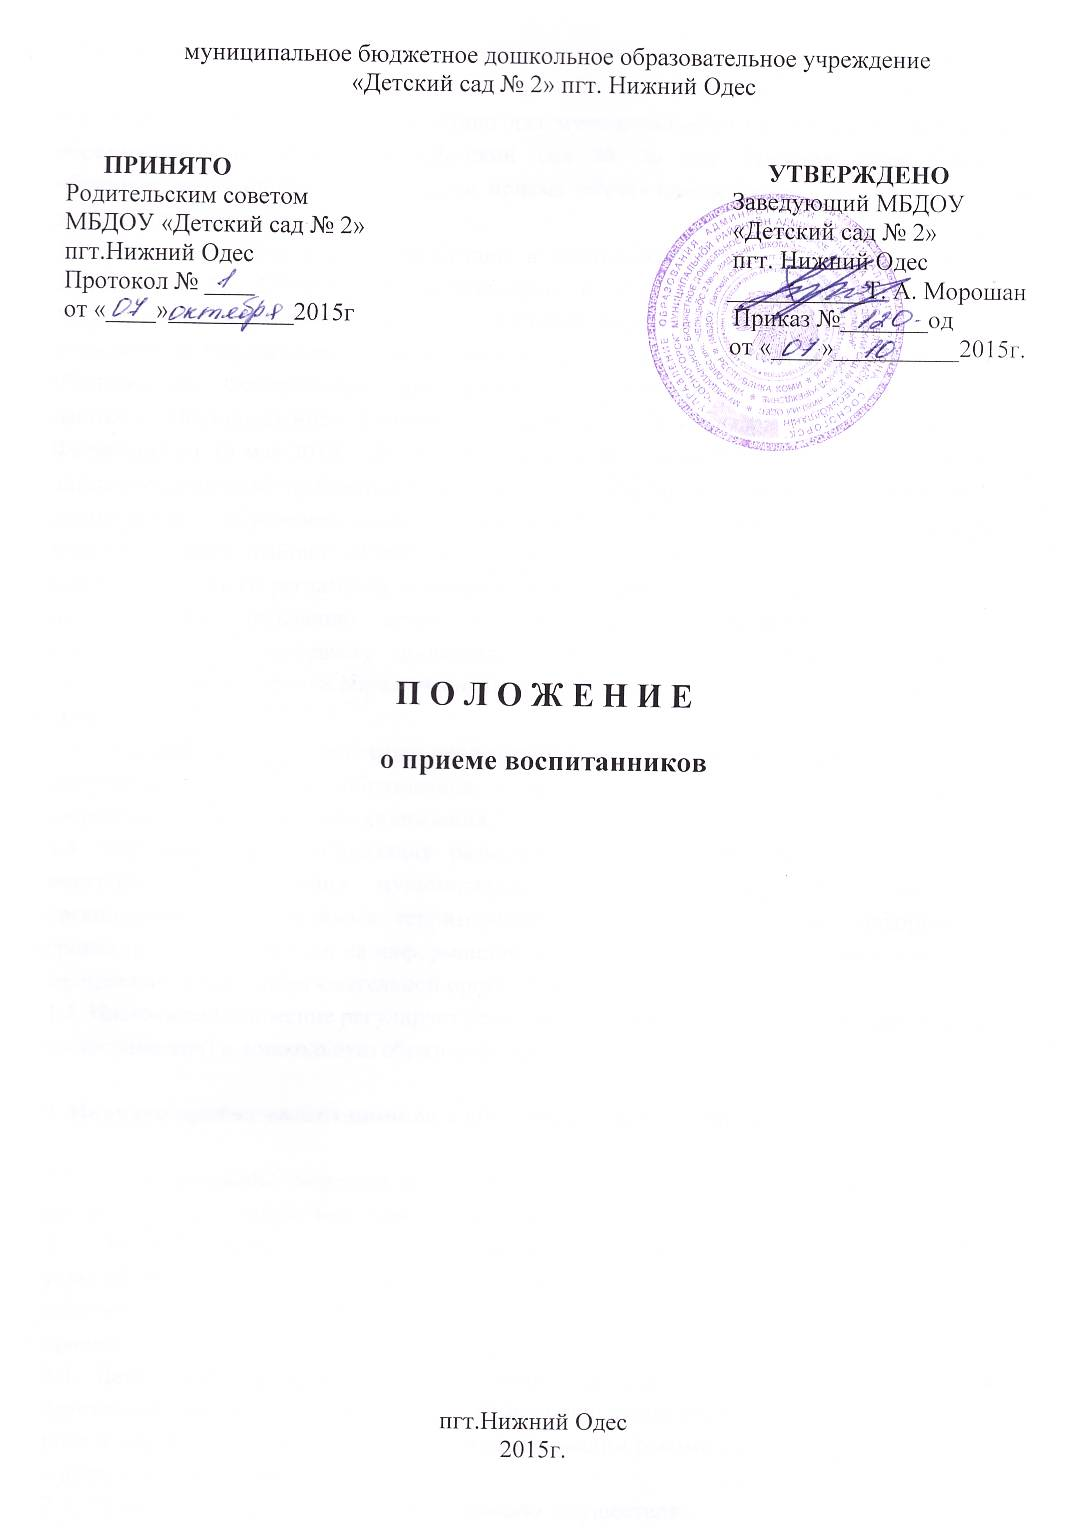 муниципальное бюджетное дошкольное образовательное учреждение
«Детский сад № 2» пгт. Нижний Одес
ПРИНЯТО
Родительским советом
МБДОУ «Детский сад № 2»
пгт.Нижний Одес
Протокол № 1
от «07» октября 2015г
УТВЕРЖДЕНО
Заведующий МБДОУ
«Детский сад № 2»
пгт. Нижний Одес
Т. А. Морошан
Приказ № 120-од
от «07» 10 2015г.
П О Л О Ж Е Н И Е
о приеме воспитанников
пгт.Нижний Одес
2015г.